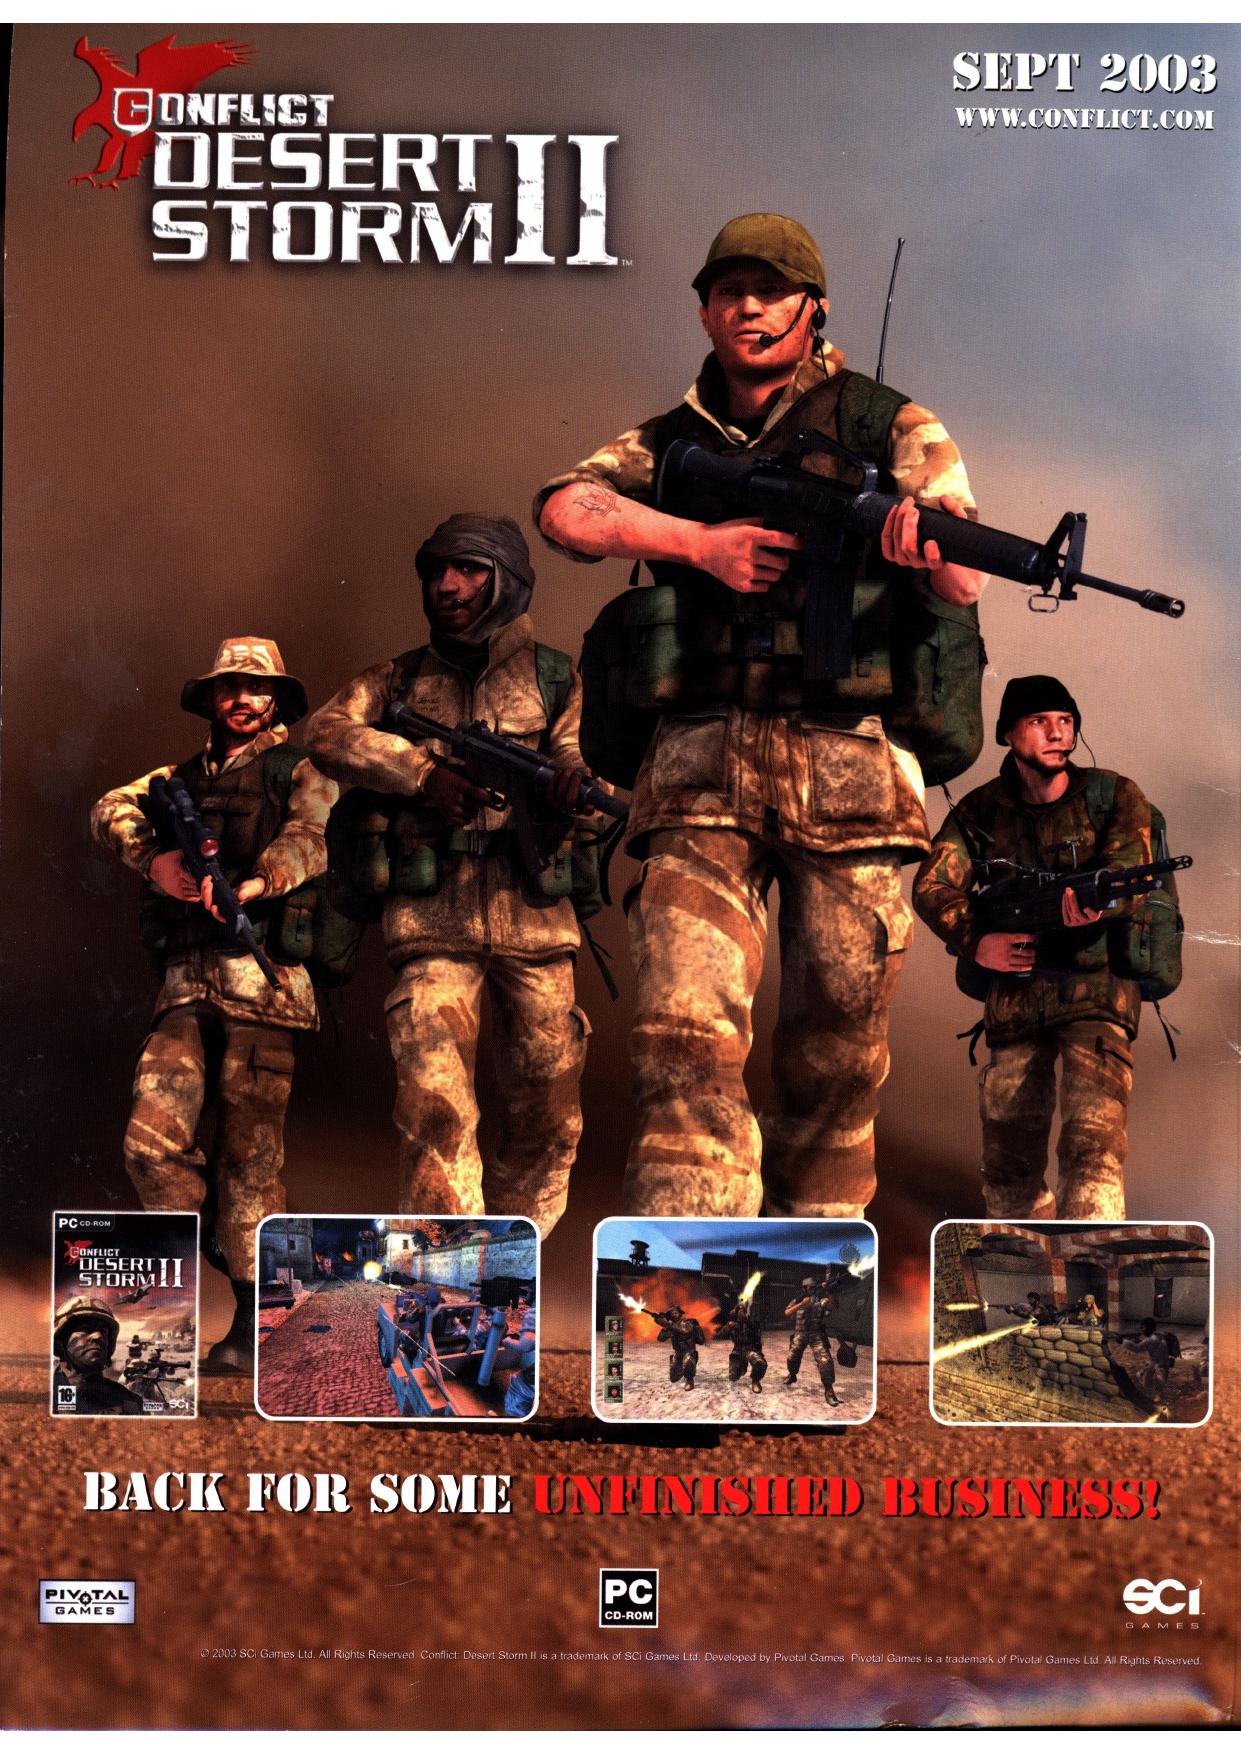 CONFLICT
DESERT
STORM II
™
SEPT 2003
WWW.CONFLICT.COM
PC CD-ROM
CONFLICT
DESERT
STORM II
16+
SCi
BACK FOR SOME UNFINISHED BUSINESS!
PIVOTAL
GAMES
PC
CD-ROM
SCi
GAMES
© 2003 SCi Games Ltd. All Rights Reserved. Conflict: Desert Storm II is a trademark of SCi Games Ltd. Developed by Pivotal Games. Pivotal Games is a trademark of Pivotal Games Ltd. All Rights Reserved.